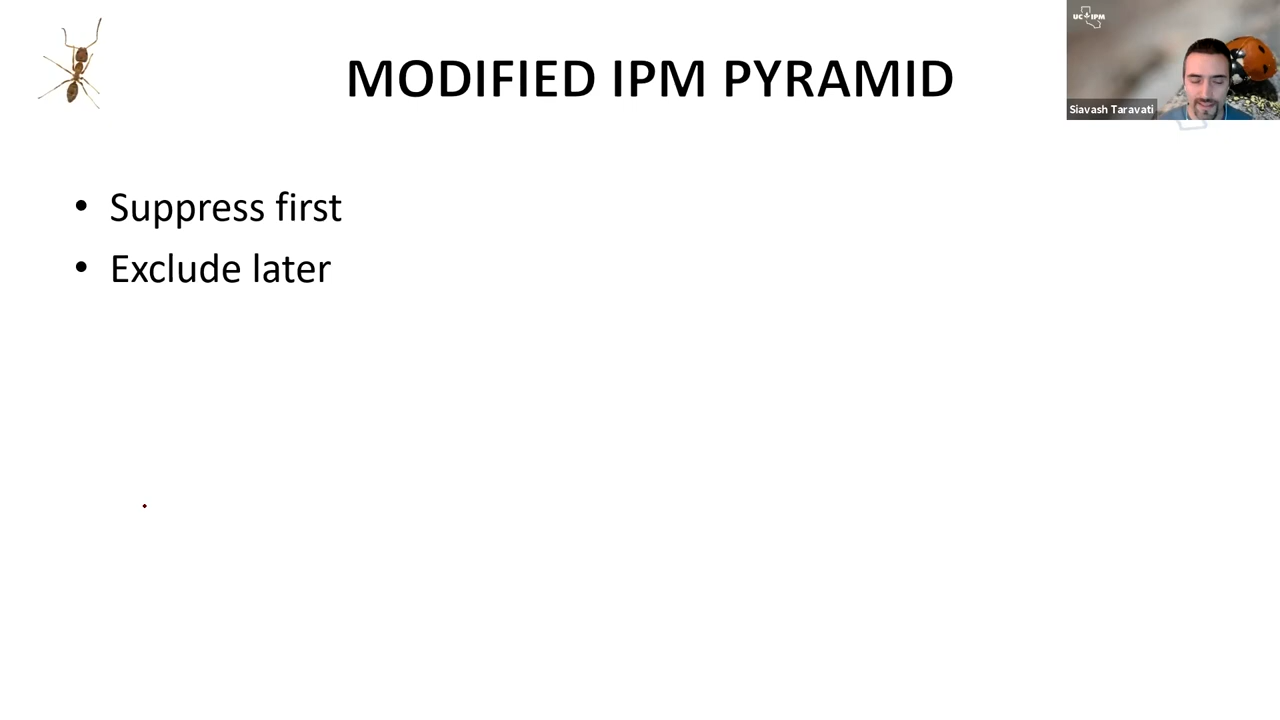 UC IPM
MODIFIED IPM PYRAMID
Siavash Taravati
• Suppress first
• Exclude later